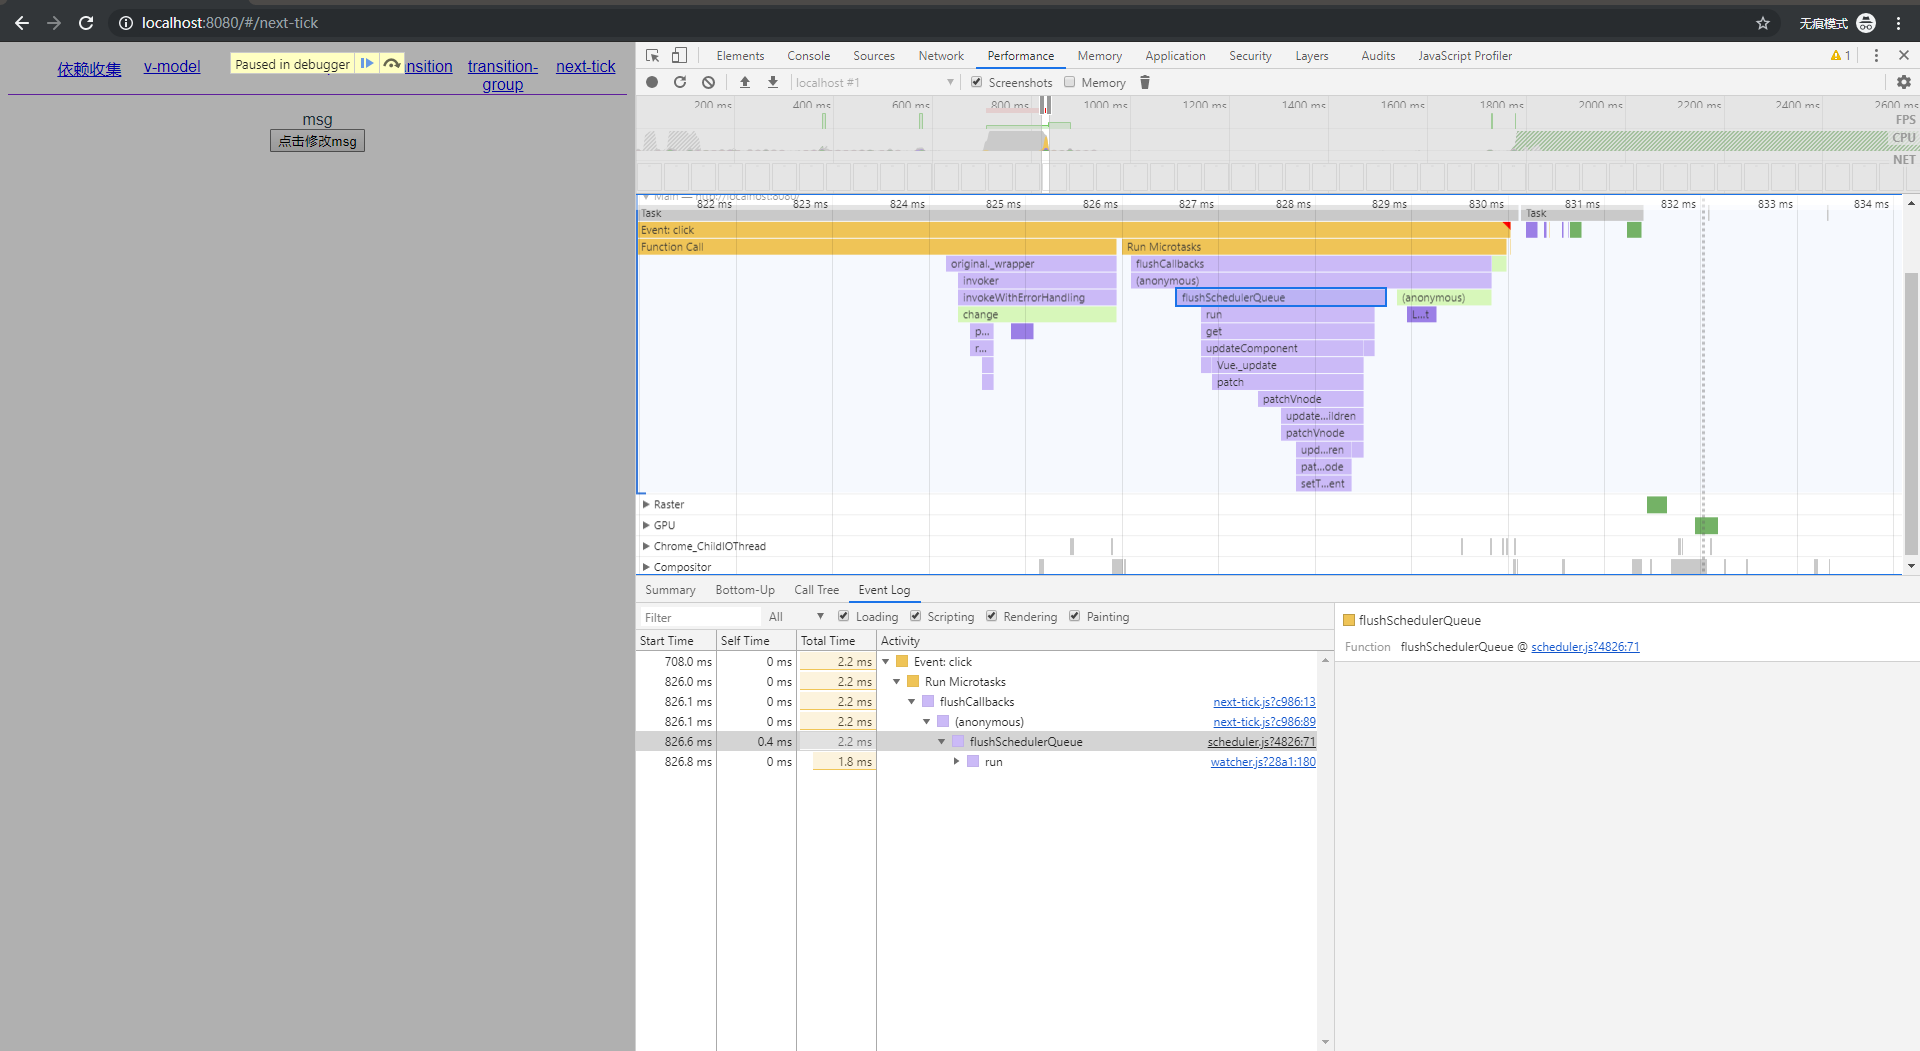 localhost:8080/#/next-tick
无痕模式
依赖收集
v-model
Paused in debugger
nsition
transition-group
next-tick
msg
点击修改msg
Elements Console Sources Network Performance Memory Application Security Layers Audits JavaScript Profiler 1
localhost #1 Screenshots Memory
200 ms 400 ms 600 ms 800 ms 1000 ms 1200 ms 1400 ms 1600 ms 1800 ms 2000 ms 2200 ms 2400 ms 2600 ms
FPS
CPU
NET
Main — http://localhost:8080/
822 ms 823 ms 824 ms 825 ms 826 ms 827 ms 828 ms 829 ms 830 ms 831 ms 832 ms 833 ms 834 ms
Task Task
Event: click
Function Call Run Microtasks
original._wrapper flushCallbacks
invoker (anonymous)
invokeWithErrorHandling flushSchedulerQueue (anonymous)
change run L...t
p... get
r... updateComponent
Vue._update
patch
patchVnode
update...ildren
patchVnode
upd...ren
pat...ode
setT...ent
Raster
GPU
Chrome_ChildIOThread
Compositor
Summary Bottom-Up Call Tree Event Log
Filter All Loading Scripting Rendering Painting
Start Time Self Time Total Time Activity
708.0 ms 0 ms 2.2 ms Event: click
826.0 ms 0 ms 2.2 ms Run Microtasks
826.1 ms 0 ms 2.2 ms flushCallbacks next-tick.js?c986:13
826.1 ms 0 ms 2.2 ms (anonymous) next-tick.js?c986:89
826.6 ms 0.4 ms 2.2 ms flushSchedulerQueue scheduler.js?4826:71
826.8 ms 0 ms 1.8 ms run watcher.js?28a1:180
flushSchedulerQueue
Function flushSchedulerQueue @ scheduler.js?4826:71